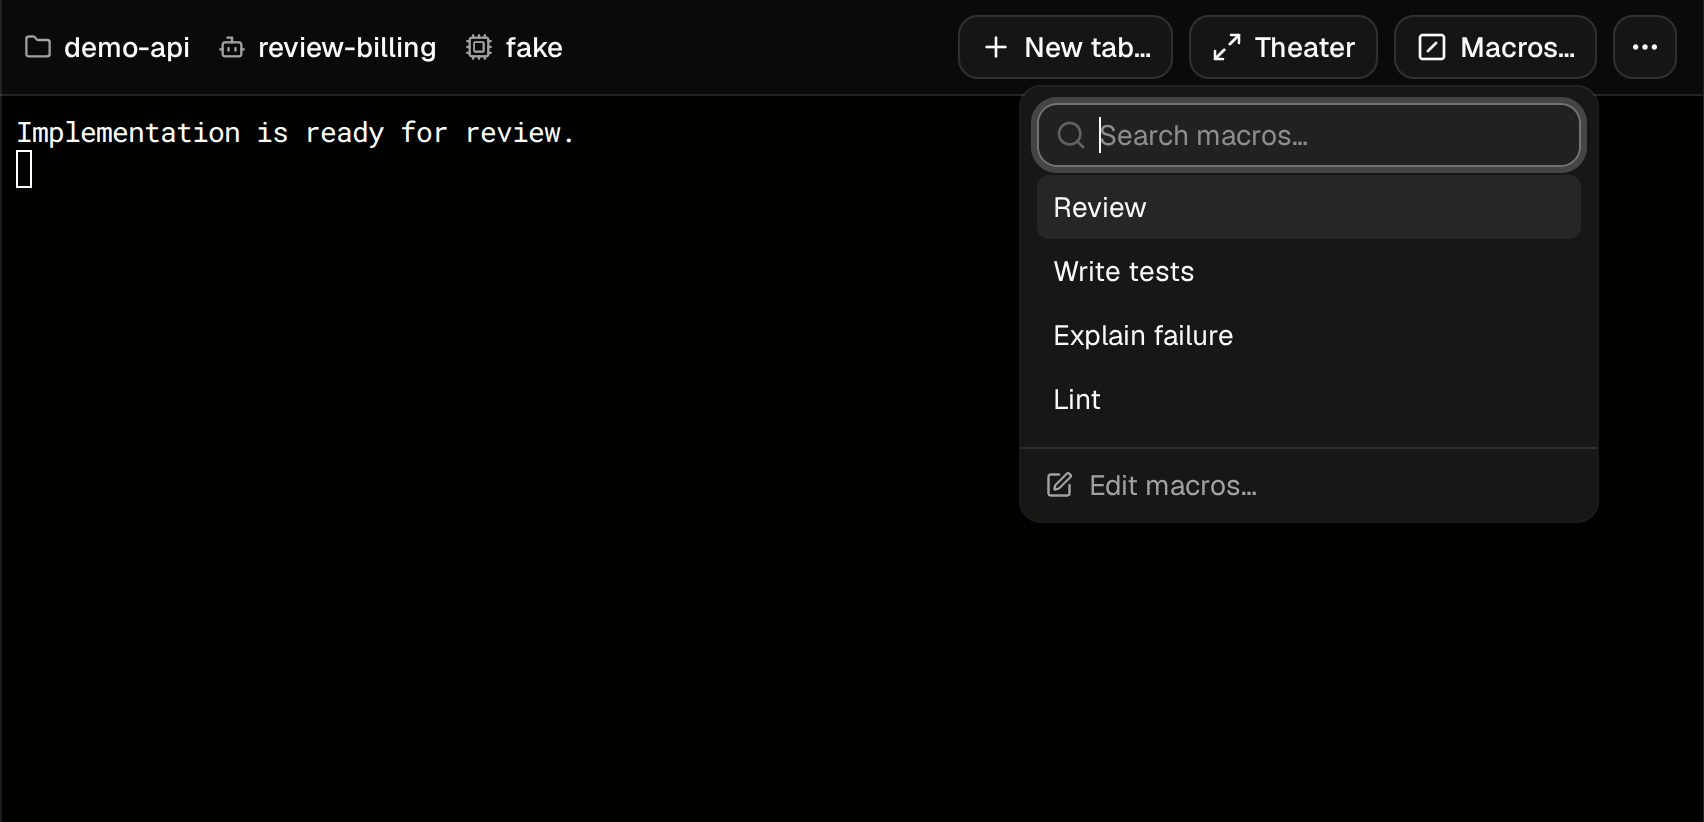 demo-api review-billing fake New tab… Theater Macros…
Implementation is ready for review.
Search macros…
Review
Write tests
Explain failure
Lint
Edit macros…